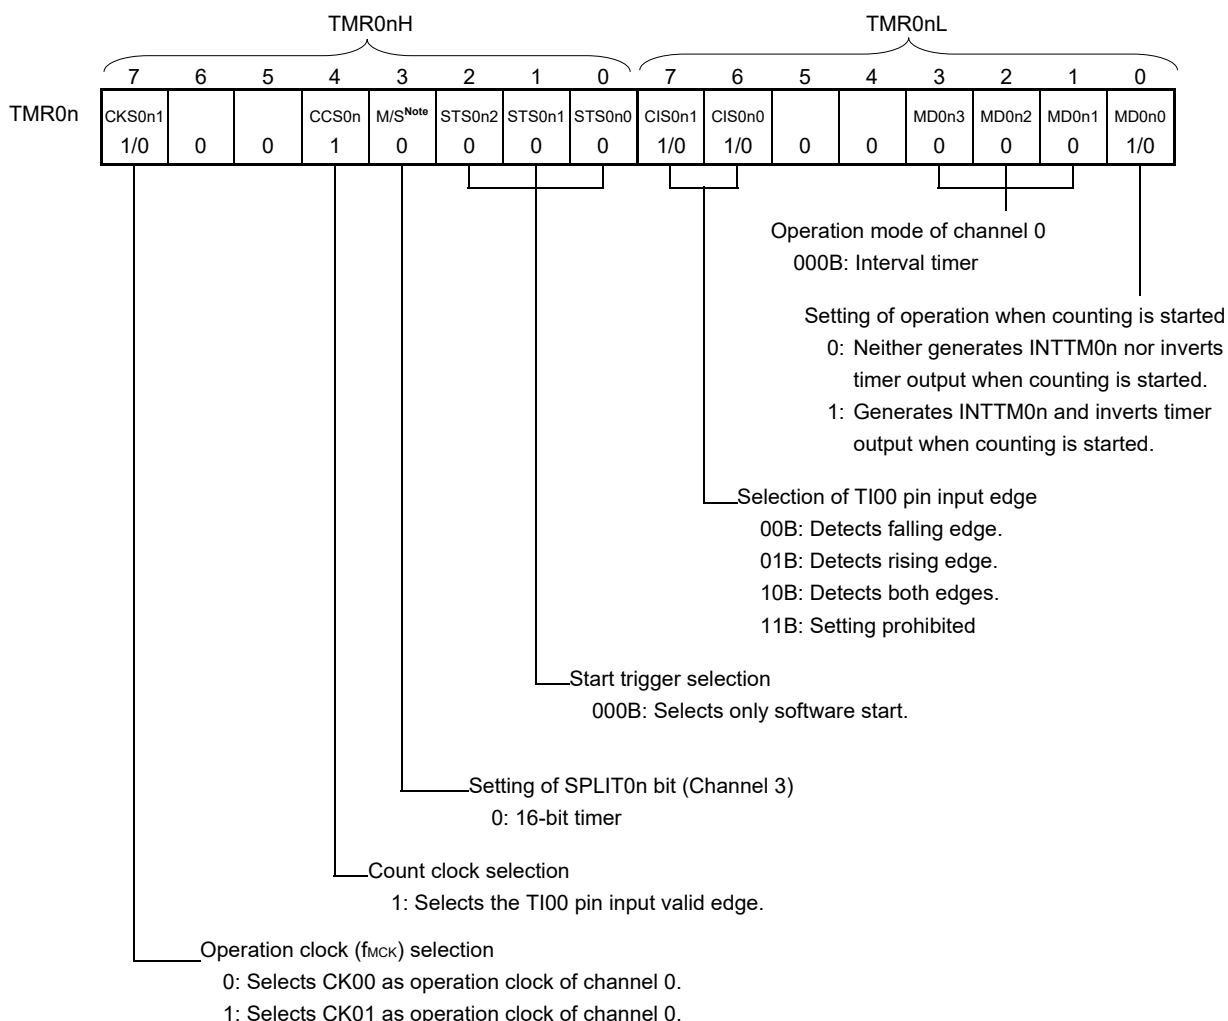 TMR0nH TMR0nL
7 6 5 4 3 2 1 0 7 6 5 4 3 2 1 0
TMR0n CKS0n1 CCS0n M/SNote STS0n2 STS0n1 STS0n0 CIS0n1 CIS0n0 MD0n3 MD0n2 MD0n1 MD0n0
1/0 0 0 1 0 0 0 0 1/0 1/0 0 0 0 0 0 1/0
Operation mode of channel 0
000B: Interval timer
Setting of operation when counting is started
0: Neither generates INTTM0n nor inverts
timer output when counting is started.
1: Generates INTTM0n and inverts timer
output when counting is started.
Selection of TI00 pin input edge
00B: Detects falling edge.
01B: Detects rising edge.
10B: Detects both edges.
11B: Setting prohibited
Start trigger selection
000B: Selects only software start.
Setting of SPLIT0n bit (Channel 3)
0: 16-bit timer
Count clock selection
1: Selects the TI00 pin input valid edge.
Operation clock (fMCK) selection
0: Selects CK00 as operation clock of channel 0.
1: Selects CK01 as operation clock of channel 0.